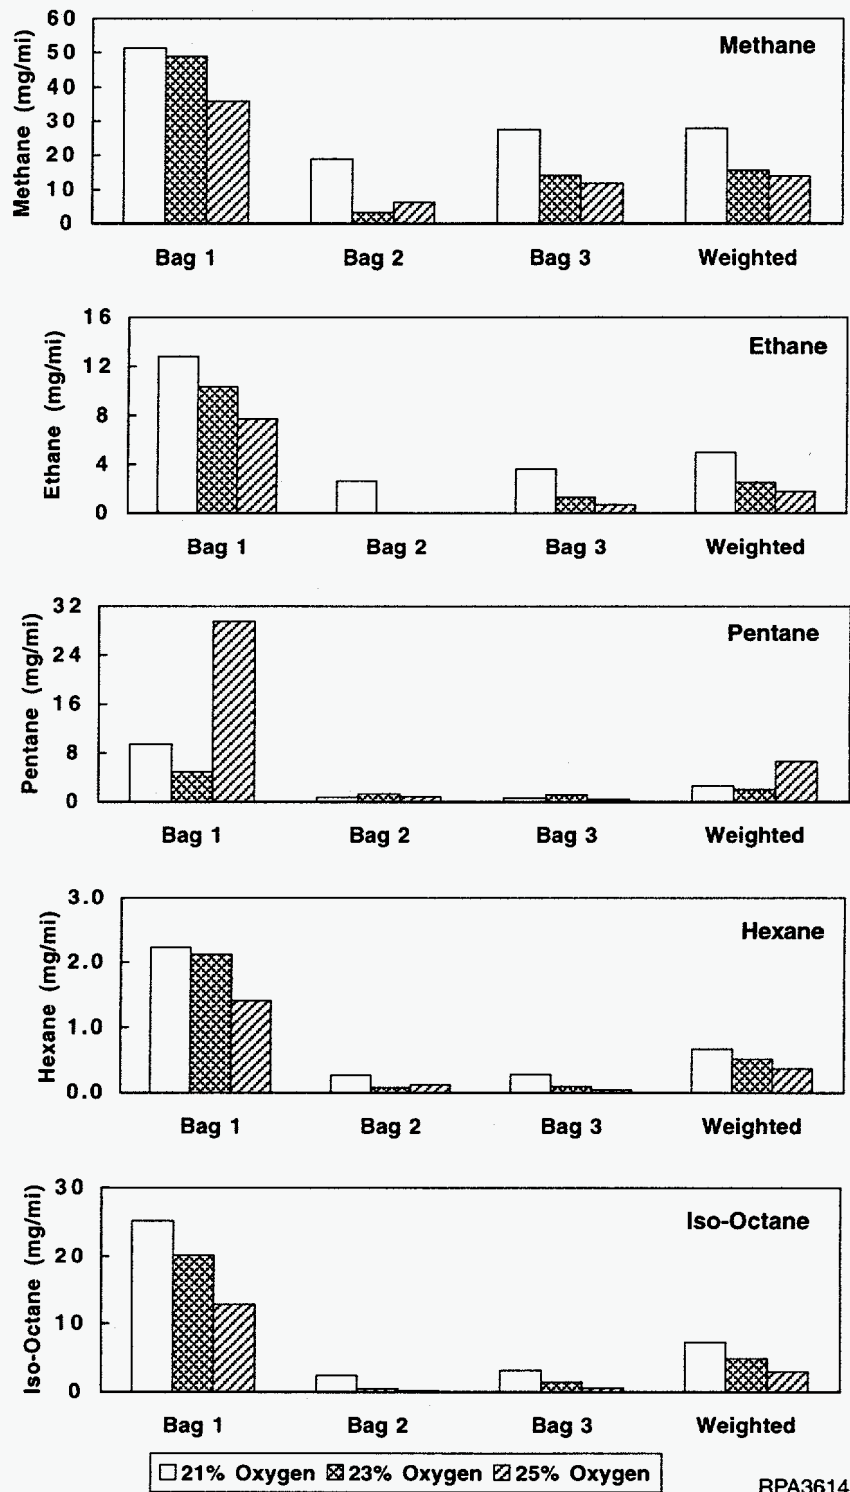 60
50
40
30
20
10
0
Methane (mg/mi)
Methane
Bag 1 Bag 2 Bag 3 Weighted
16
12
8
4
0
Ethane (mg/mi)
Ethane
Bag 1 Bag 2 Bag 3 Weighted
32
24
16
8
0
Pentane (mg/mi)
Pentane
Bag 1 Bag 2 Bag 3 Weighted
3.0
2.0
1.0
0.0
Hexane (mg/mi)
Hexane
Bag 1 Bag 2 Bag 3 Weighted
30
20
10
0
Iso-Octane (mg/mi)
Iso-Octane
Bag 1 Bag 2 Bag 3 Weighted
21% Oxygen 23% Oxygen 25% Oxygen
RPA3614